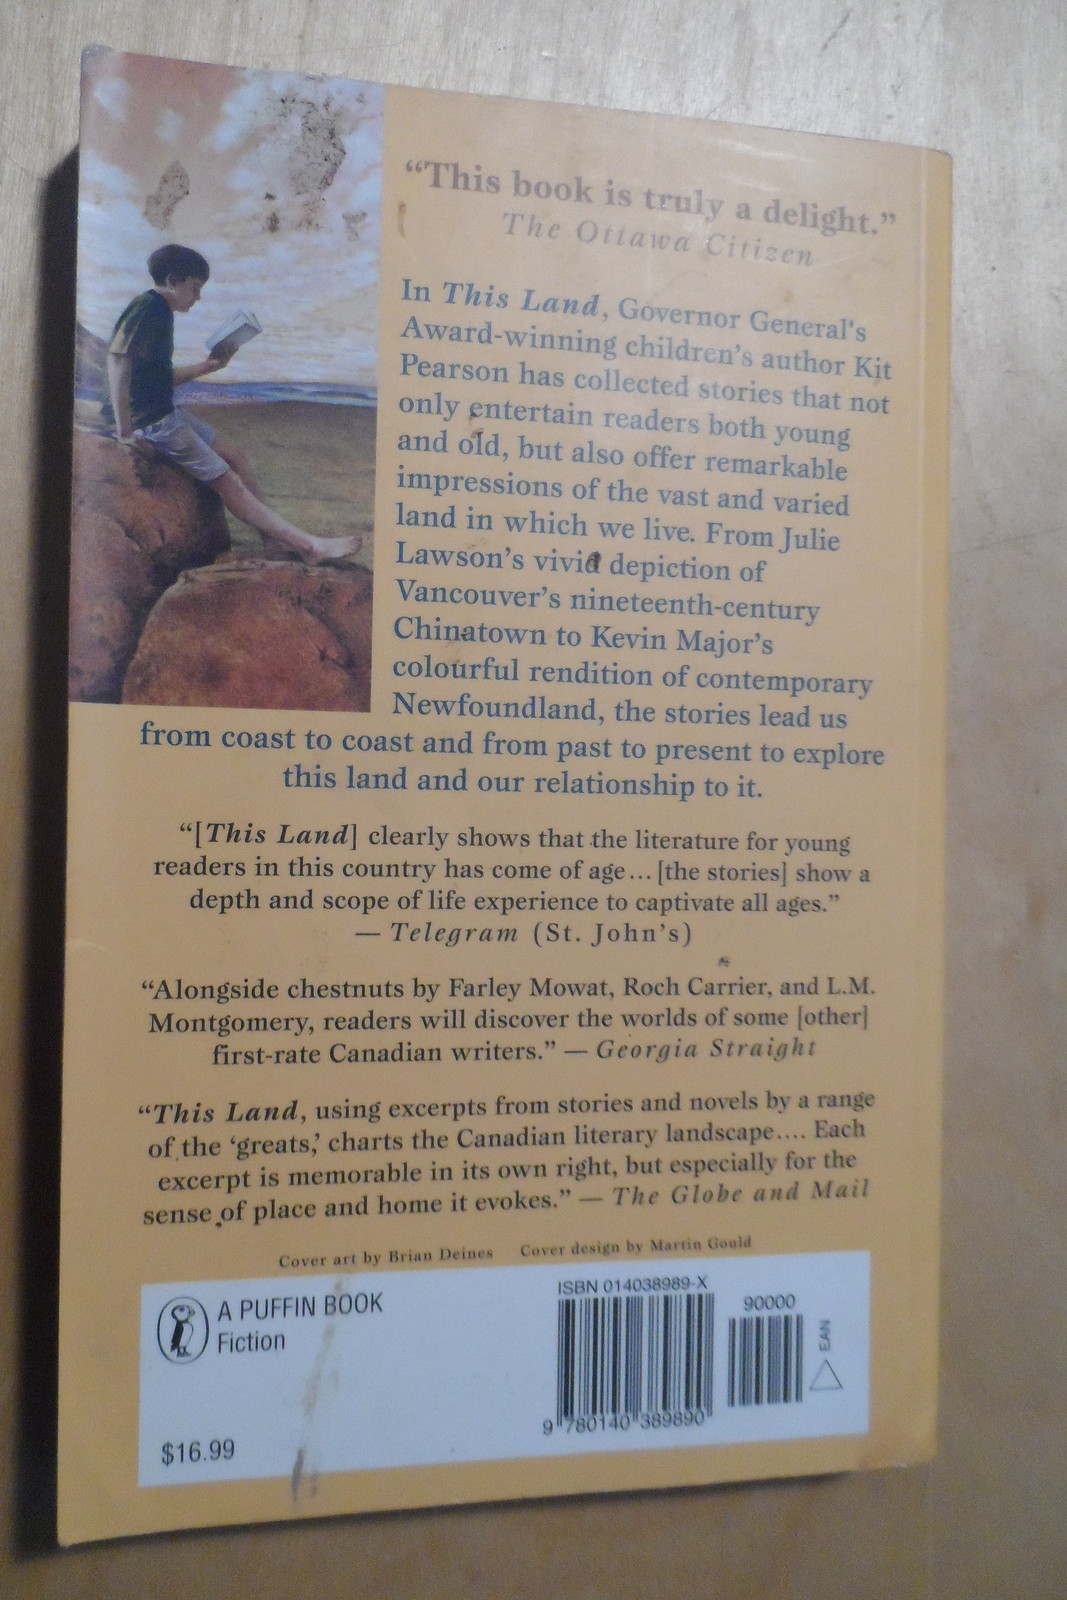 “This book is truly a delight.”
The Ottawa Citizen
In This Land, Governor General's
Award-winning children's author Kit
Pearson has collected stories that not
only entertain readers both young
and old, but also offer remarkable
impressions of the vast and varied
land in which we live. From Julie
Lawson's vivid depiction of
Vancouver's nineteenth-century
Chinatown to Kevin Major's
colourful rendition of contemporary
Newfoundland, the stories lead us
from coast to coast and from past to present to explore
this land and our relationship to it.
“[This Land] clearly shows that the literature for young
readers in this country has come of age... [the stories] show a
depth and scope of life experience to captivate all ages.”
— Telegram (St. John's)
“Alongside chestnuts by Farley Mowat, Roch Carrier, and L.M.
Montgomery, readers will discover the worlds of some [other]
first-rate Canadian writers.” — Georgia Straight
“This Land, using excerpts from stories and novels by a range
of the ‘greats,’ charts the Canadian literary landscape.... Each
excerpt is memorable in its own right, but especially for the
sense of place and home it evokes.” — The Globe and Mail
Cover art by Brian Deines Cover design by Martin Gould
A PUFFIN BOOK
Fiction
$16.99
ISBN 014038989-X
90000
EAN
9 780140 389890